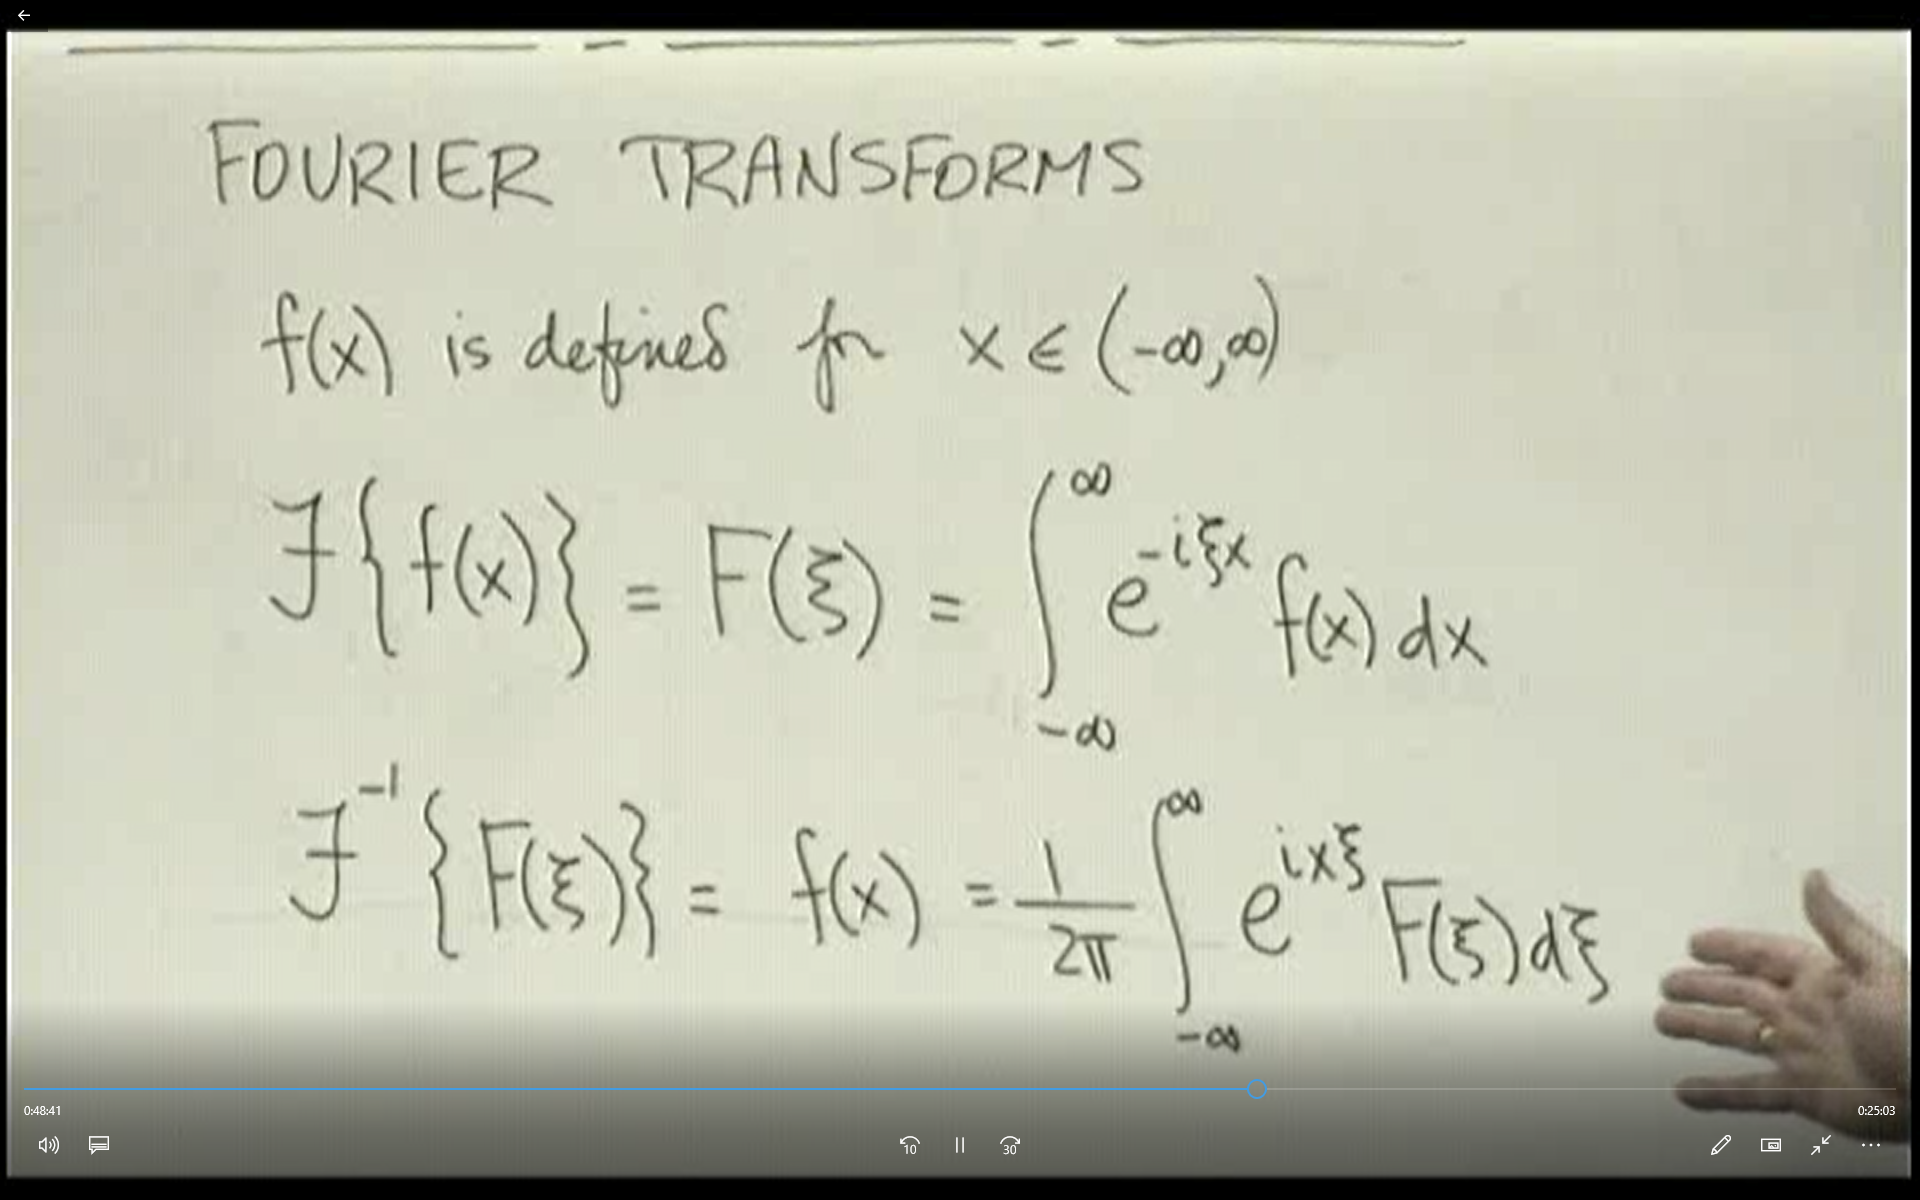 FOURIER TRANSFORMS
f(x) is defined for x ∈ (-∞,∞)
ℱ{f(x)} = F(ξ) = ∫_{-∞}^{∞} e^{-iξx} f(x) dx
ℱ^{-1}{F(ξ)} = f(x) = \frac{1}{2π} ∫_{-∞}^{∞} e^{ixξ} F(ξ) dξ
0:48:41
0:25:03
10
30